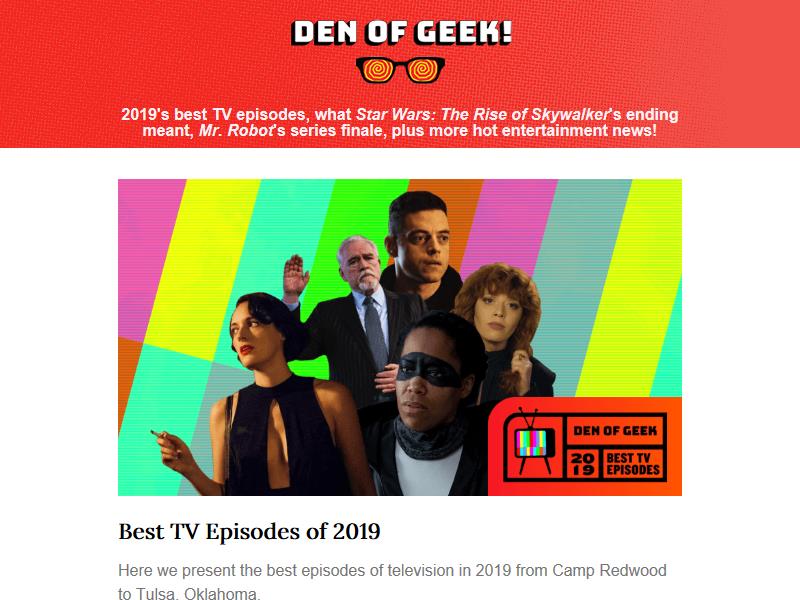 DEN OF GEEK!
2019's best TV episodes, what Star Wars: The Rise of Skywalker's ending
meant, Mr. Robot's series finale, plus more hot entertainment news!
DEN OF GEEK
20
19
BEST TV
EPISODES
Best TV Episodes of 2019
Here we present the best episodes of television in 2019 from Camp Redwood
to Tulsa, Oklahoma.